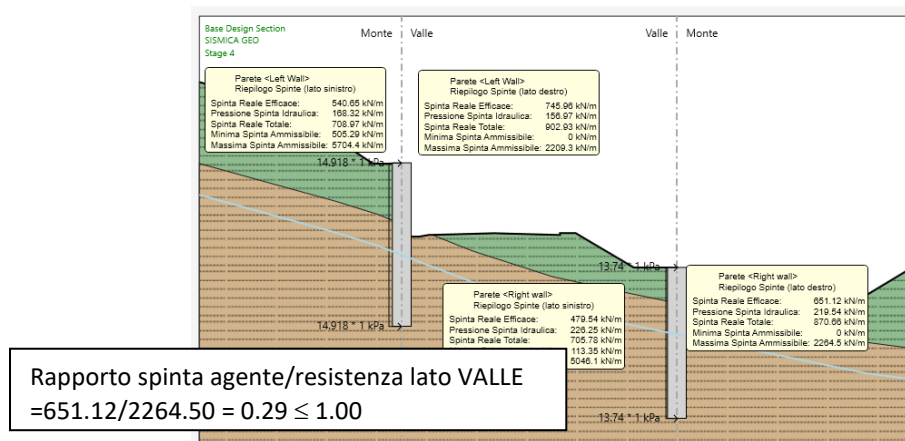 Base Design Section
SISMICA GEO
Stage 4
Monte Valle
Valle Monte
Parete <Left Wall>
Riepilogo Spinte (lato sinistro)
Spinta Reale Efficace: 540.65 kN/m
Pressione Spinta Idraulica: 168.32 kN/m
Spinta Reale Totale: 708.97 kN/m
Minima Spinta Ammissibile: 505.29 kN/m
Massima Spinta Ammissibile: 5704.4 kN/m
Parete <Left Wall>
Riepilogo Spinte (lato destro)
Spinta Reale Efficace: 745.96 kN/m
Pressione Spinta Idraulica: 156.97 kN/m
Spinta Reale Totale: 902.93 kN/m
Minima Spinta Ammissibile: 0 kN/m
Massima Spinta Ammissibile: 2209.3 kN/m
14.918 * 1 kPa
13.74 * 1 kPa
Parete <Right wall>
Riepilogo Spinte (lato sinistro)
Spinta Reale Efficace: 479.54 kN/m
Pressione Spinta Idraulica: 226.25 kN/m
Spinta Reale Totale: 705.78 kN/m
113.35 kN/m
5046.1 kN/m
Parete <Right wall>
Riepilogo Spinte (lato destro)
Spinta Reale Efficace: 651.12 kN/m
Pressione Spinta Idraulica: 219.54 kN/m
Spinta Reale Totale: 870.66 kN/m
Minima Spinta Ammissibile: 0 kN/m
Massima Spinta Ammissibile: 2264.5 kN/m
14.918 * 1 kPa
Rapporto spinta agente/resistenza lato VALLE
=651.12/2264.50 = 0.29 ≤ 1.00
13.74 * 1 kPa